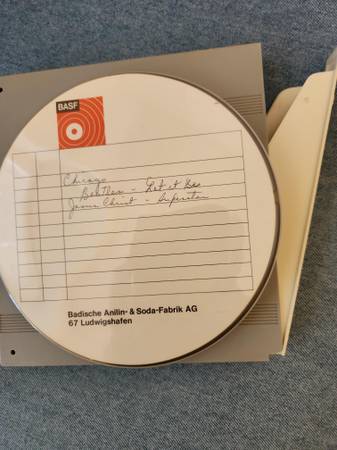 BASF
Chicago
Beatles - Let it Be
Jesus Christ - Superstar
Badische Anilin- & Soda-Fabrik AG
67 Ludwigshafen